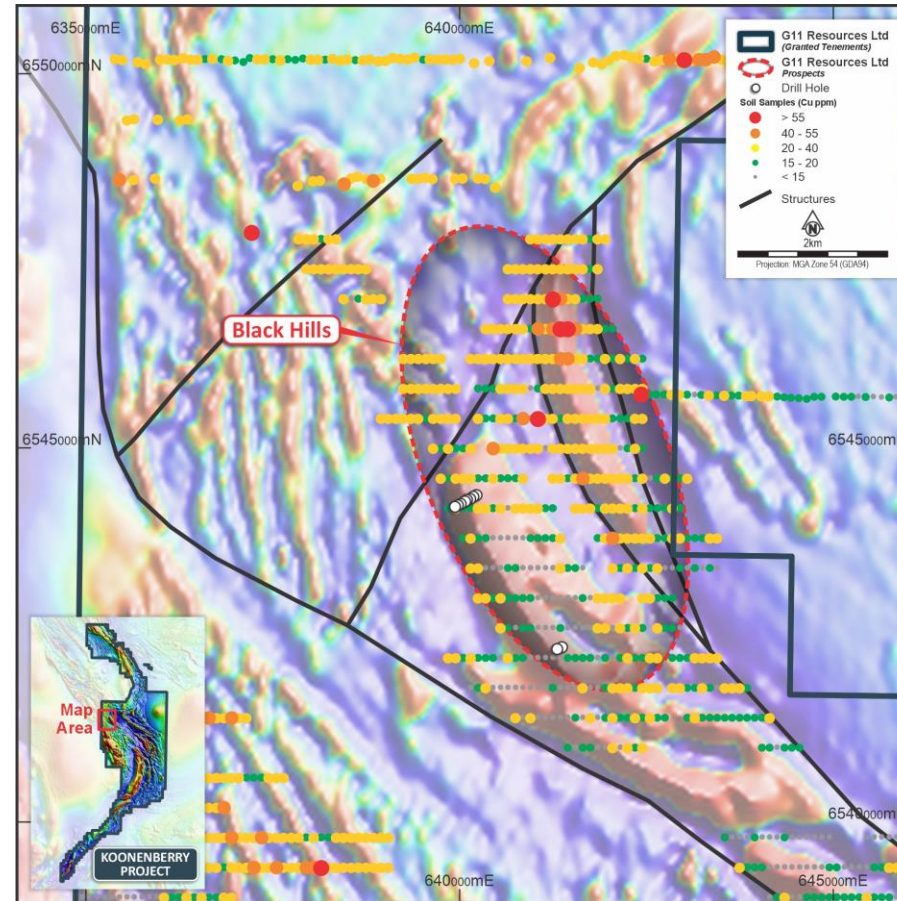 635000mE
640000mE
6550000mN
G11 Resources Ltd
(Granted Tenements)
G11 Resources Ltd
Prospects
Drill Hole
Soil Samples (Cu ppm)
> 55
40 - 55
20 - 40
15 - 20
< 15
Structures
N
2km
Projection: MGA Zone 54 (GDA94)
Black Hills
6545000mN
6545000m
Map
Area
KOONENBERRY
PROJECT
6540000m
640000mE
645000mE